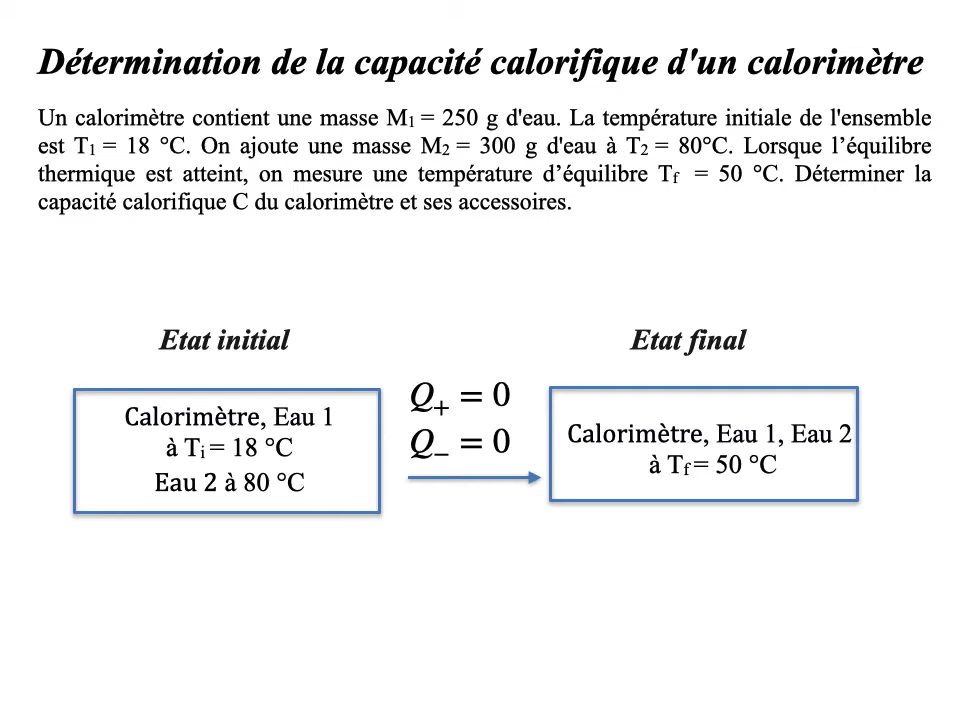 Détermination de la capacité calorifique d'un calorimètre
Un calorimètre contient une masse M₁ = 250 g d'eau. La température initiale de l'ensemble
est T₁ = 18 °C. On ajoute une masse M₂ = 300 g d'eau à T₂ = 80°C. Lorsque l’équilibre
thermique est atteint, on mesure une température d’équilibre Tf = 50 °C. Déterminer la
capacité calorifique C du calorimètre et ses accessoires.
Etat initial
Etat final
Calorimètre, Eau 1
à Ti = 18 °C
Eau 2 à 80 °C
Q₊ = 0
Q₋ = 0
Calorimètre, Eau 1, Eau 2
à Tf = 50 °C